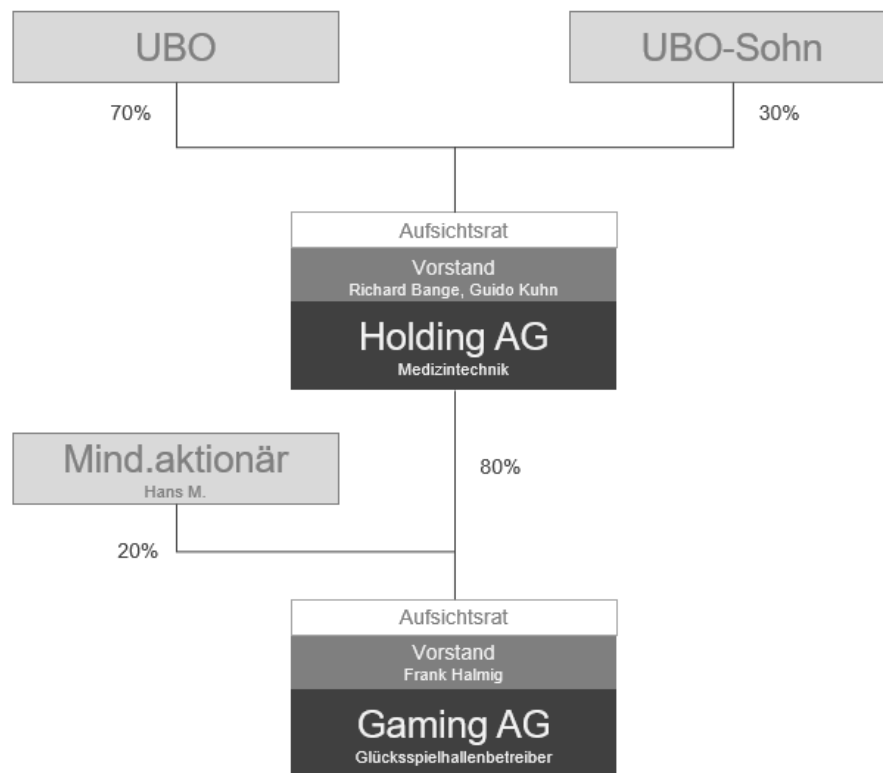 UBO
UBO-Sohn
70%
30%
Aufsichtsrat
Vorstand
Richard Bange, Guido Kuhn
Holding AG
Medizintechnik
Mind.aktionär
Hans M.
80%
20%
Aufsichtsrat
Vorstand
Frank Halmig
Gaming AG
Glücksspielhallenbetreiber